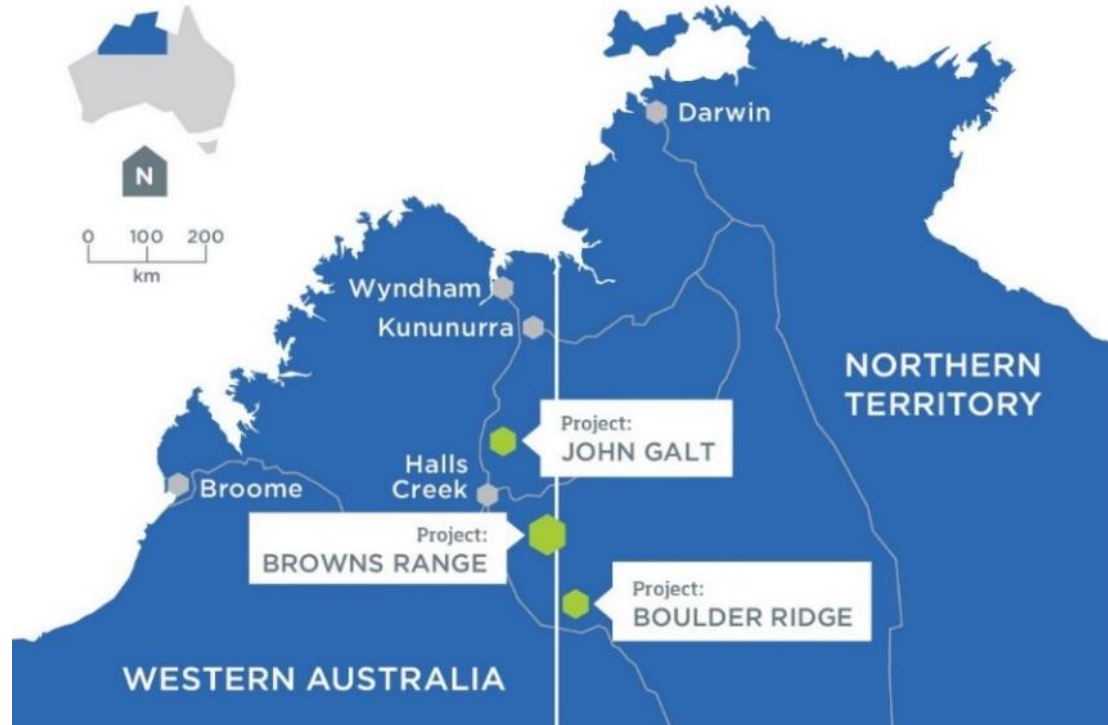 N
0 100 200
km
Darwin
Wyndham
Kununurra
NORTHERN
TERRITORY
Project:
JOHN GALT
Halls
Creek
Broome
Project:
BROWNS RANGE
Project:
BOULDER RIDGE
WESTERN AUSTRALIA